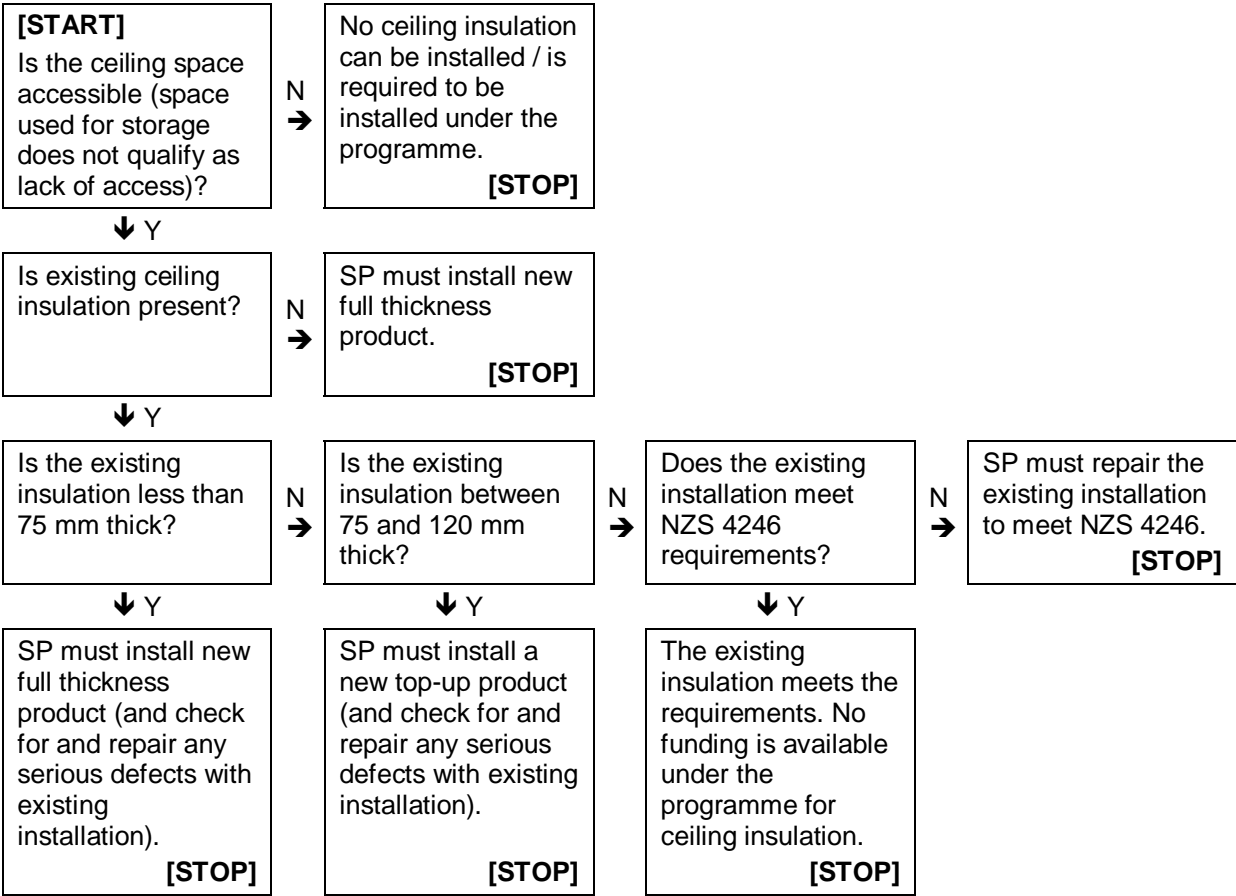 [START]
Is the ceiling space
accessible (space
used for storage
does not qualify as
lack of access)?
N
➔
No ceiling insulation
can be installed / is
required to be
installed under the
programme.
[STOP]
🡻 Y
Is existing ceiling
insulation present?
N
➔
SP must install new
full thickness
product.
[STOP]
🡻 Y
Is the existing
insulation less than
75 mm thick?
N
➔
Is the existing
insulation between
75 and 120 mm
thick?
N
➔
Does the existing
installation meet
NZS 4246
requirements?
N
➔
SP must repair the
existing installation
to meet NZS 4246.
[STOP]
🡻 Y
🡻 Y
🡻 Y
SP must install new
full thickness
product (and check
for and repair any
serious defects with
existing
installation).
[STOP]
SP must install a
new top-up product
(and check for and
repair any serious
defects with existing
installation).
[STOP]
The existing
insulation meets the
requirements. No
funding is available
under the
programme for
ceiling insulation.
[STOP]